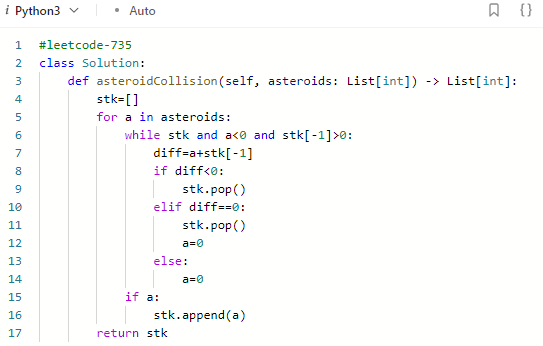 i Python3 • Auto {}
1 #leetcode-735
2 class Solution:
3     def asteroidCollision(self, asteroids: List[int]) -> List[int]:
4         stk=[]
5         for a in asteroids:
6             while stk and a<0 and stk[-1]>0:
7                 diff=a+stk[-1]
8                 if diff<0:
9                     stk.pop()
10                 elif diff==0:
11                     stk.pop()
12                     a=0
13                 else:
14                     a=0
15             if a:
16                 stk.append(a)
17         return stk